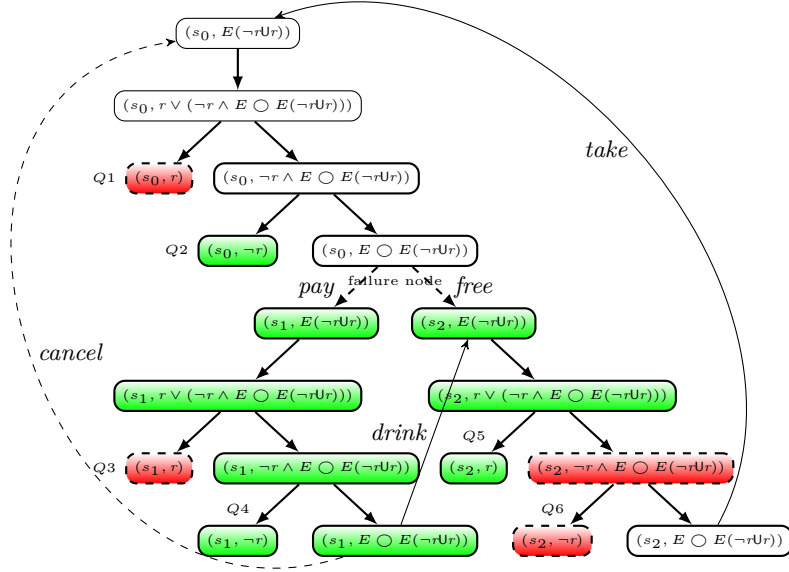 (s₀, E(¬rUr))
(s₀, r ∨ (¬r ∧ E ◯ E(¬rUr)))
take
Q1 (s₀, r)
(s₀, ¬r ∧ E ◯ E(¬rUr))
Q2 (s₀, ¬r)
(s₀, E ◯ E(¬rUr))
pay failure node free
(s₁, E(¬rUr))
(s₂, E(¬rUr))
cancel
(s₁, r ∨ (¬r ∧ E ◯ E(¬rUr)))
(s₂, r ∨ (¬r ∧ E ◯ E(¬rUr)))
drink
Q3 (s₁, r)
(s₁, ¬r ∧ E ◯ E(¬rUr))
Q5
(s₂, r)
(s₂, ¬r ∧ E ◯ E(¬rUr))
Q4
(s₁, ¬r)
(s₁, E ◯ E(¬rUr))
Q6
(s₂, ¬r)
(s₂, E ◯ E(¬rUr))